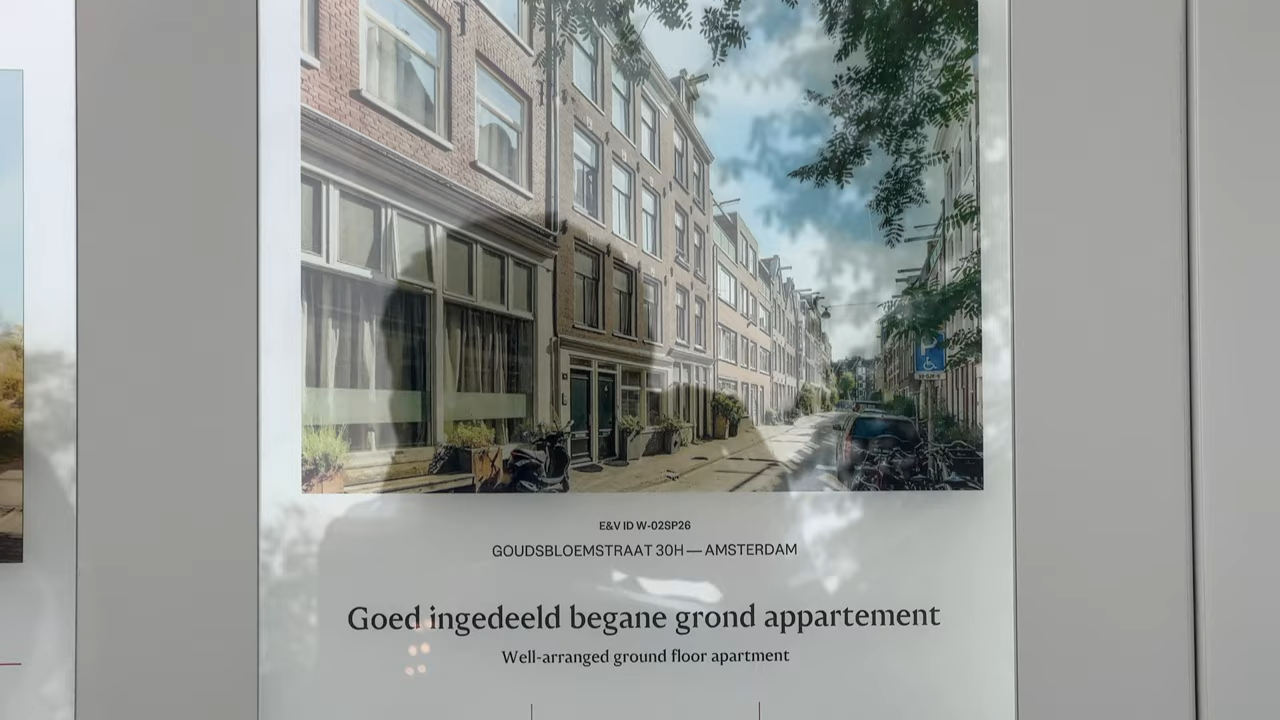 P
E&V ID W-02SP26
GOUDSBLOEMSTRAAT 30H — AMSTERDAM
Goed ingedeeld begane grond appartement
Well-arranged ground floor apartment